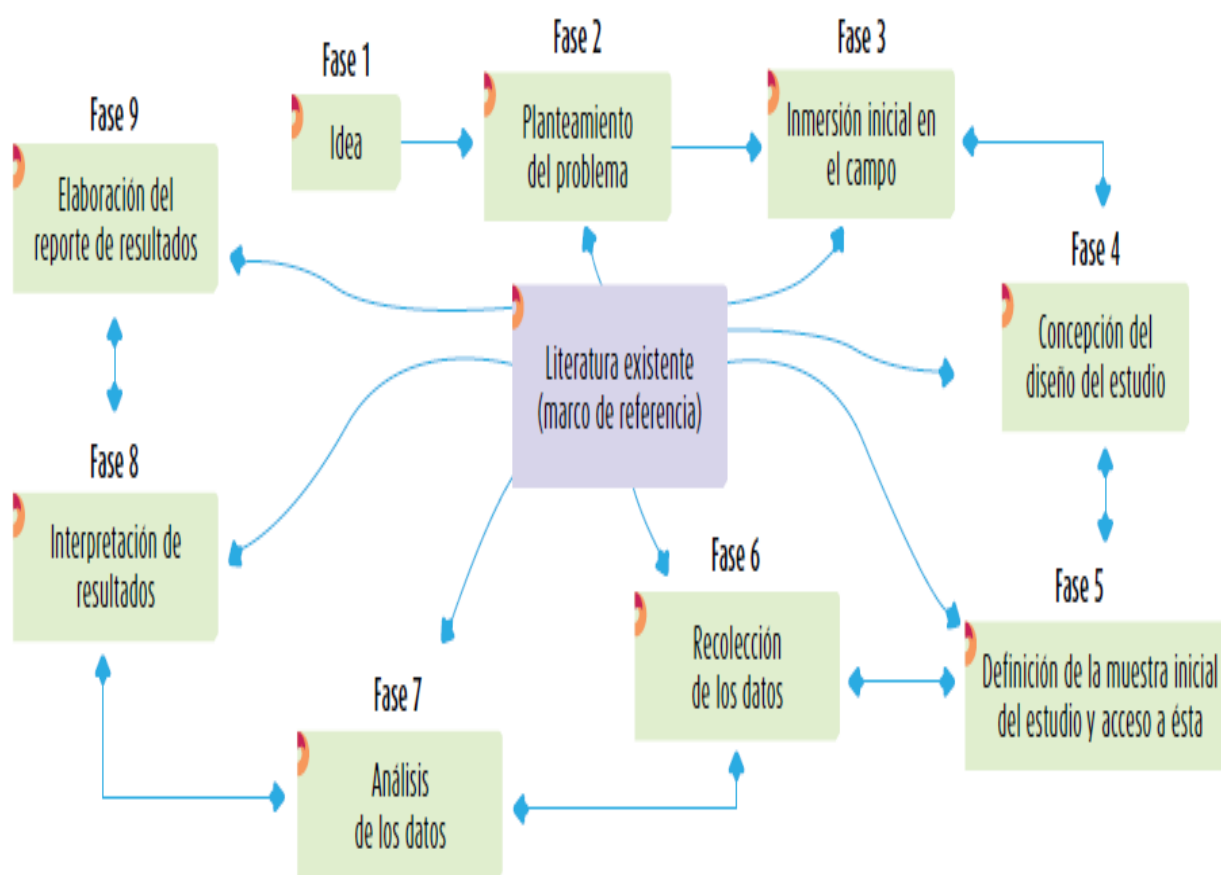 Fase 1
Idea
Fase 2
Planteamiento
del problema
Fase 3
Inmersión inicial en
el campo
Fase 4
Concepción del
diseño del estudio
Fase 5
Definición de la muestra inicial
del estudio y acceso a ésta
Fase 6
Recolección
de los datos
Fase 7
Análisis
de los datos
Fase 8
Interpretación de
resultados
Fase 9
Elaboración del
reporte de resultados
Literatura existente
(marco de referencia)